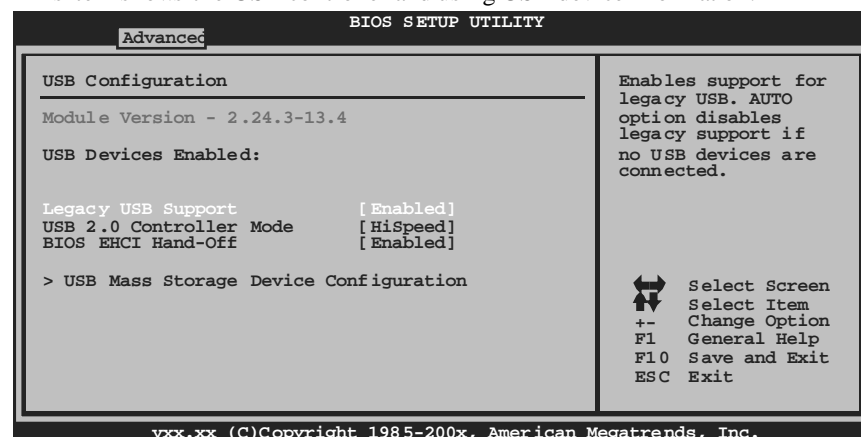 BIOS SETUP UTILITY
Advanced
USB Configuration
Module Version - 2.24.3-13.4
USB Devices Enabled:
Legacy USB Support [Enabled]
USB 2.0 Controller Mode [HiSpeed]
BIOS EHCI Hand-Off [Enabled]
> USB Mass Storage Device Configuration
Enables support for
legacy USB. AUTO
option disables
legacy support if
no USB devices are
connected.
Select Screen
Select Item
+- Change Option
F1 General Help
F10 Save and Exit
ESC Exit
vxx.xx (C)Copyright 1985-200x, American Megatrends, Inc.